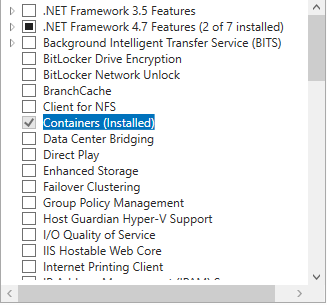 .NET Framework 3.5 Features
.NET Framework 4.7 Features (2 of 7 installed)
Background Intelligent Transfer Service (BITS)
BitLocker Drive Encryption
BitLocker Network Unlock
BranchCache
Client for NFS
Containers (Installed)
Data Center Bridging
Direct Play
Enhanced Storage
Failover Clustering
Group Policy Management
Host Guardian Hyper-V Support
I/O Quality of Service
IIS Hostable Web Core
Internet Printing Client